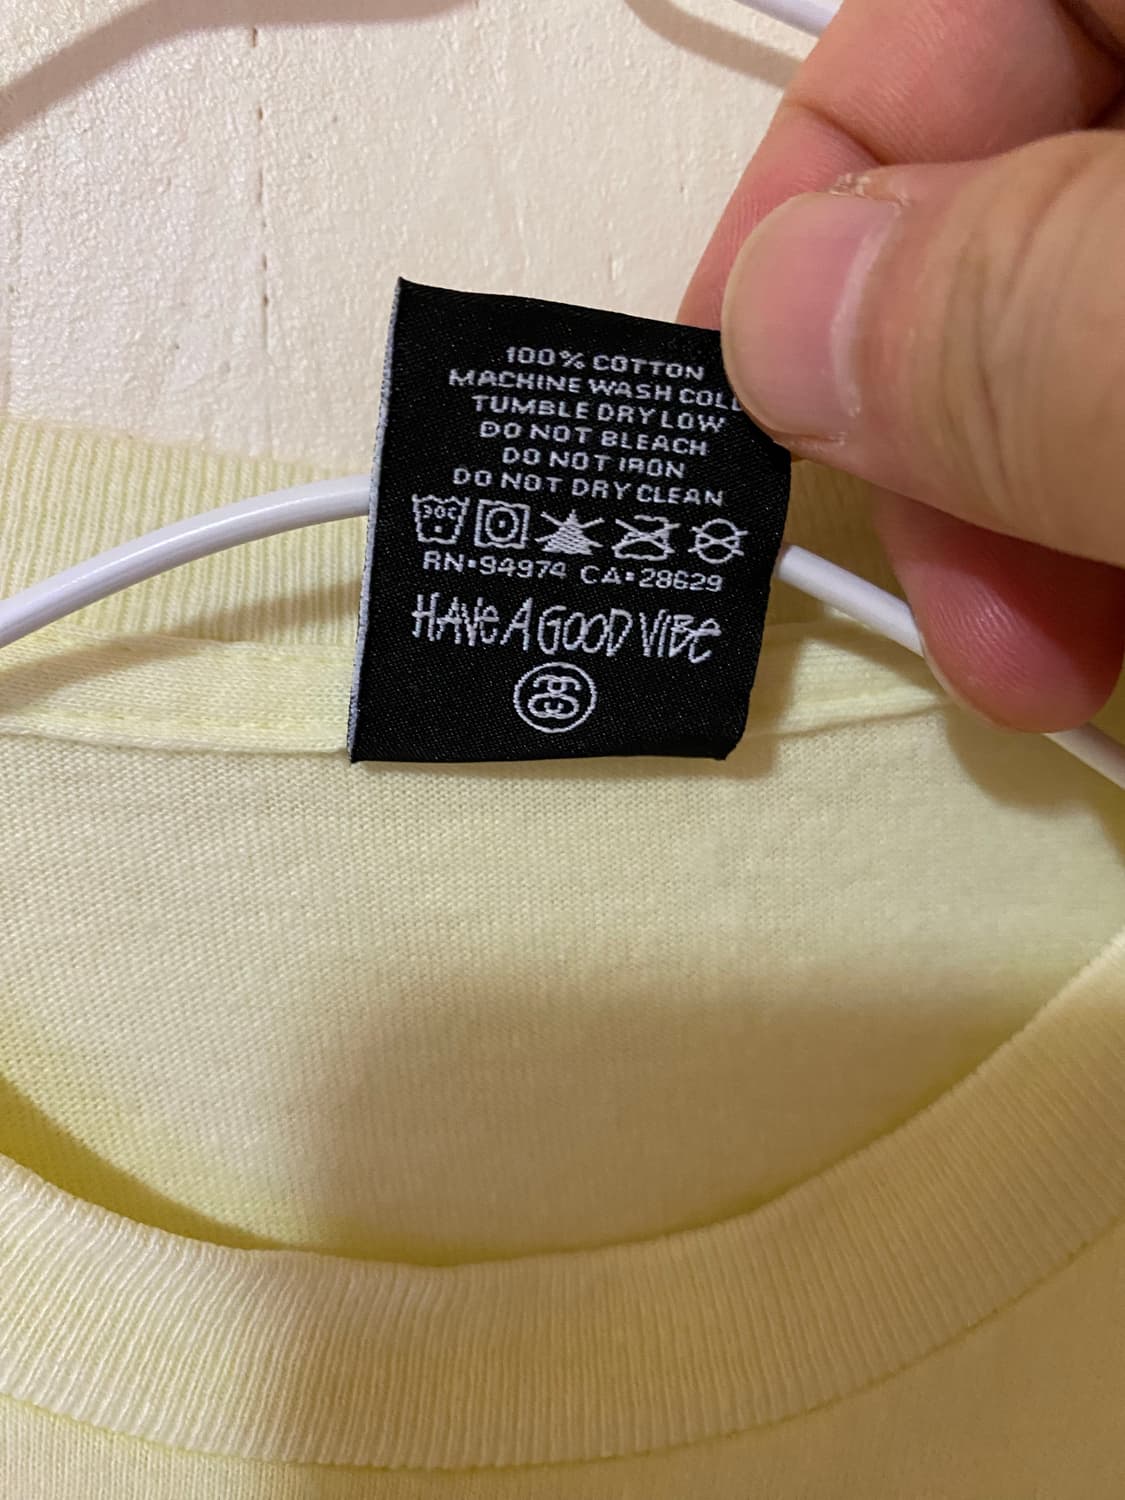 100% COTTON
MACHINE WASH COLD
TUMBLE DRY LOW
DO NOT BLEACH
DO NOT IRON
DO NOT DRY CLEAN
30C
RN•94974 CA•28629
HAVE A GOOD VIBE